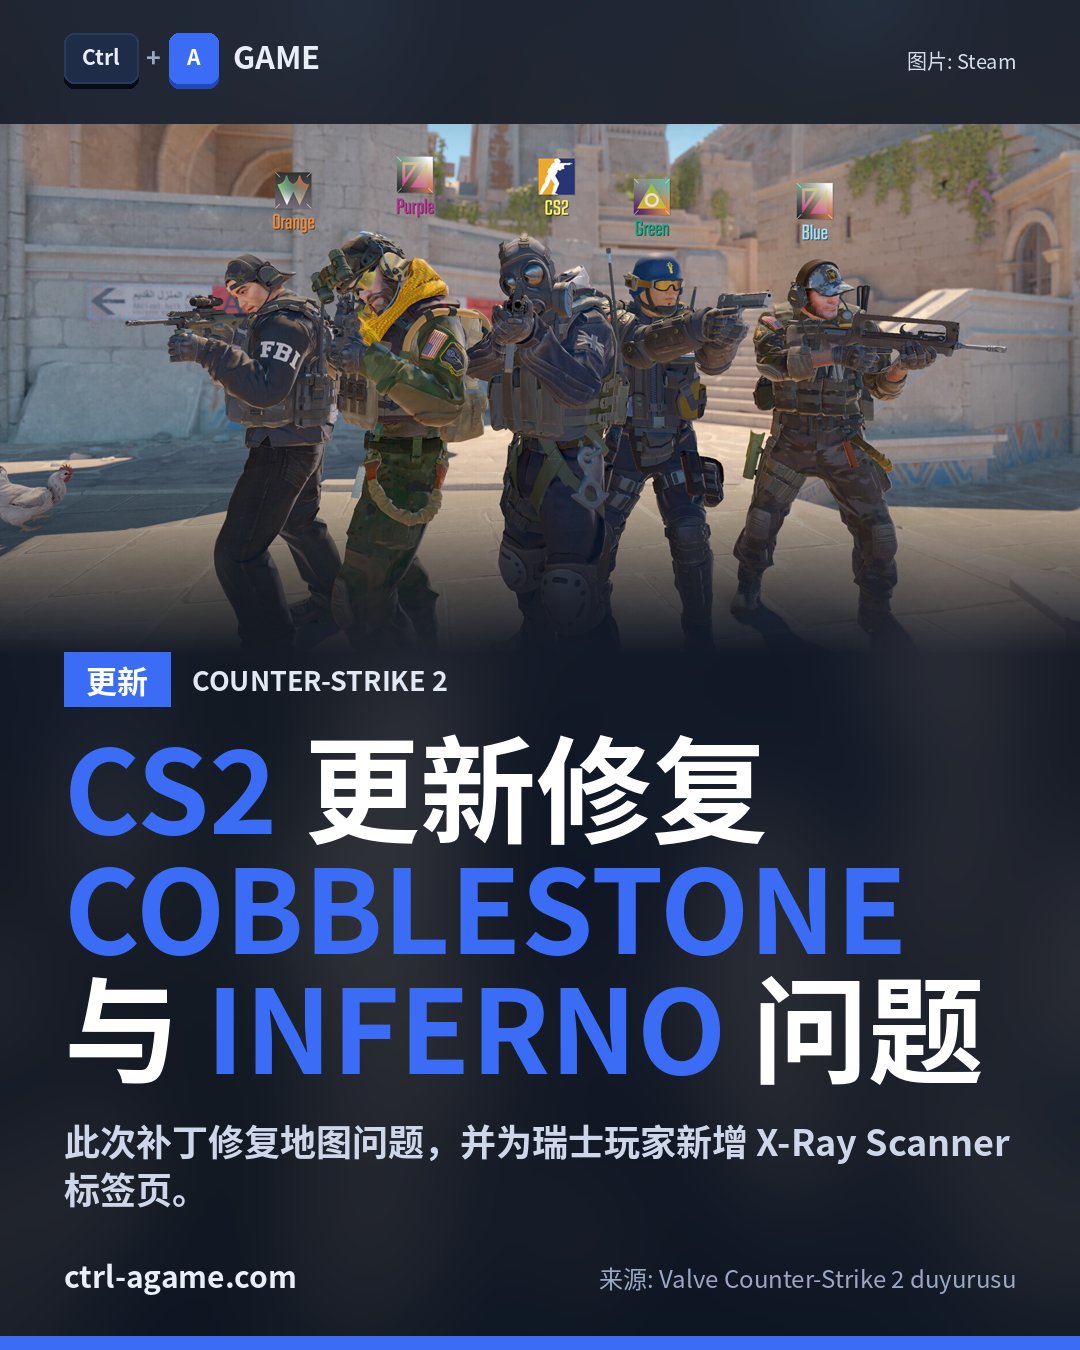 Ctrl + A GAME
图片: Steam
Orange
Purple
CS2
Green
Blue
FBI
更新
COUNTER-STRIKE 2
CS2 更新修复
COBBLESTONE
与 INFERNO 问题
此次补丁修复地图问题，并为瑞士玩家新增 X-Ray Scanner
标签页。
ctrl-agame.com
来源: Valve Counter-Strike 2 duyurusu